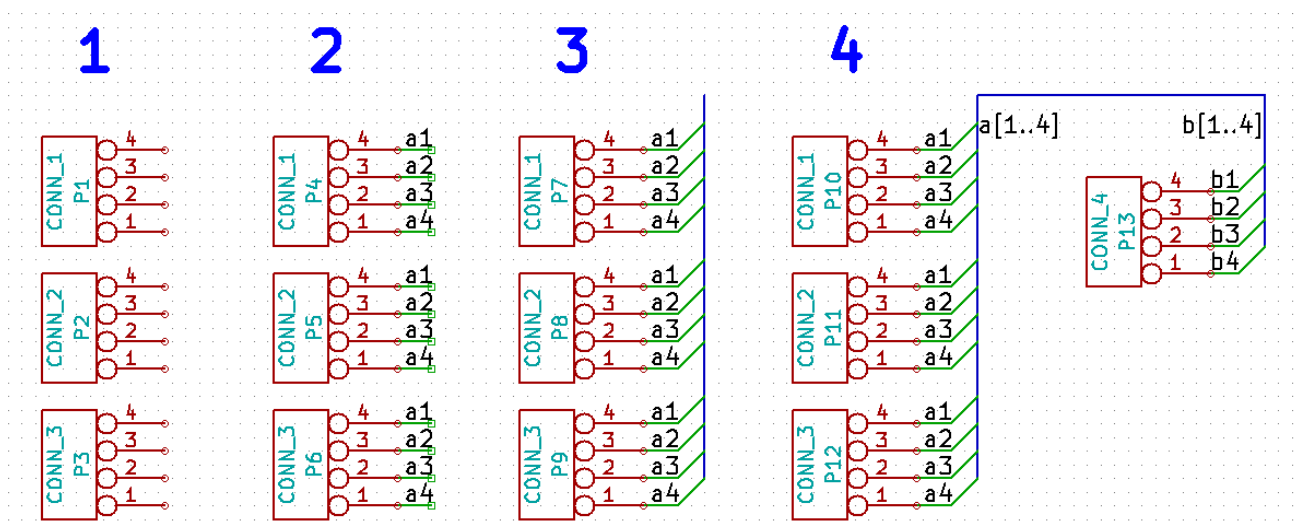 1 2 3 4
a[1..4] b[1..4]
CONN_1 P1 4 3 2 1
CONN_1 P4 4 a1 3 a2 2 a3 1 a4
CONN_1 P7 4 a1 3 a2 2 a3 1 a4
CONN_1 P10 4 a1 3 a2 2 a3 1 a4
CONN_4 P13 4 b1 3 b2 2 b3 1 b4
CONN_2 P2 4 3 2 1
CONN_2 P5 4 a1 3 a2 2 a3 1 a4
CONN_2 P8 4 a1 3 a2 2 a3 1 a4
CONN_2 P11 4 a1 3 a2 2 a3 1 a4
CONN_3 P3 4 3 2 1
CONN_3 P6 4 a1 3 a2 2 a3 1 a4
CONN_3 P9 4 a1 3 a2 2 a3 1 a4
CONN_3 P12 4 a1 3 a2 2 a3 1 a4